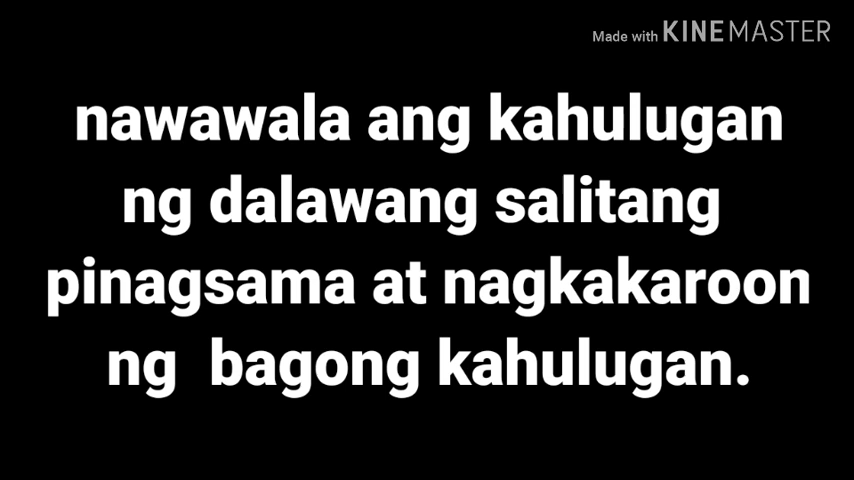 Made with KINEMASTER
nawawala ang kahulugan
ng dalawang salitang
pinagsama at nagkakaroon
ng bagong kahulugan.